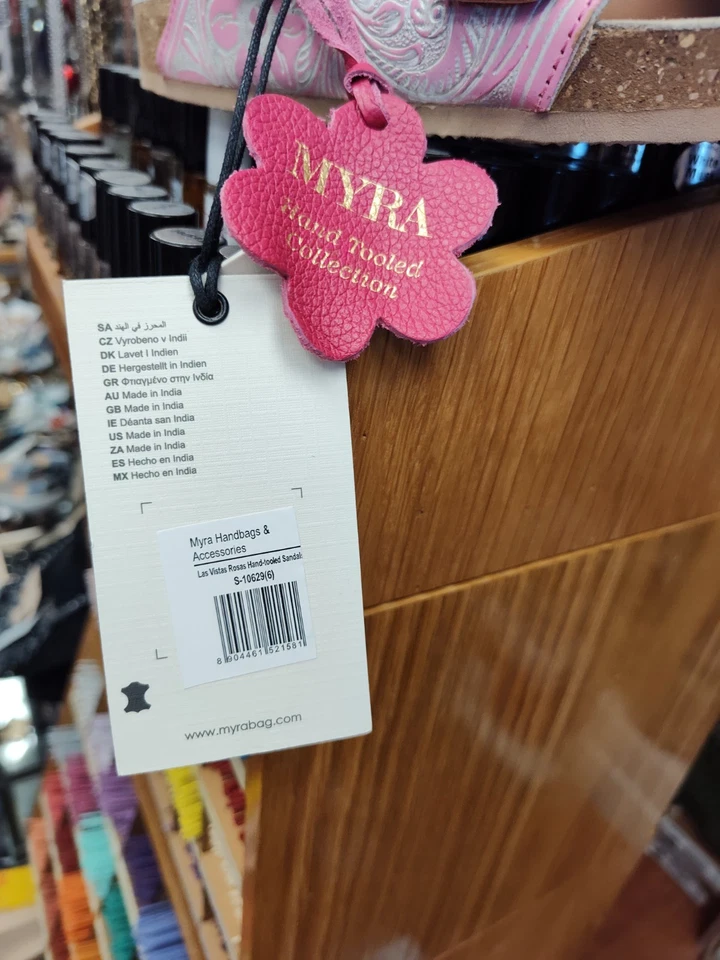 MYRA
Hand Tooled
Collection
SA المحرز في الهند
CZ Vyrobeno v Indii
DK Lavet I Indien
DE Hergestellt in Indien
GR Φτιαγμένο στην Ινδία
AU Made in India
GB Made in India
IE Déanta san India
US Made in India
ZA Made in India
ES Hecho en India
MX Hecho en India
Myra Handbags &
Accessories
Las Vistas Rosas Hand-tooled Sandals
S-10629(6)
8 904461 521581
www.myrabag.com